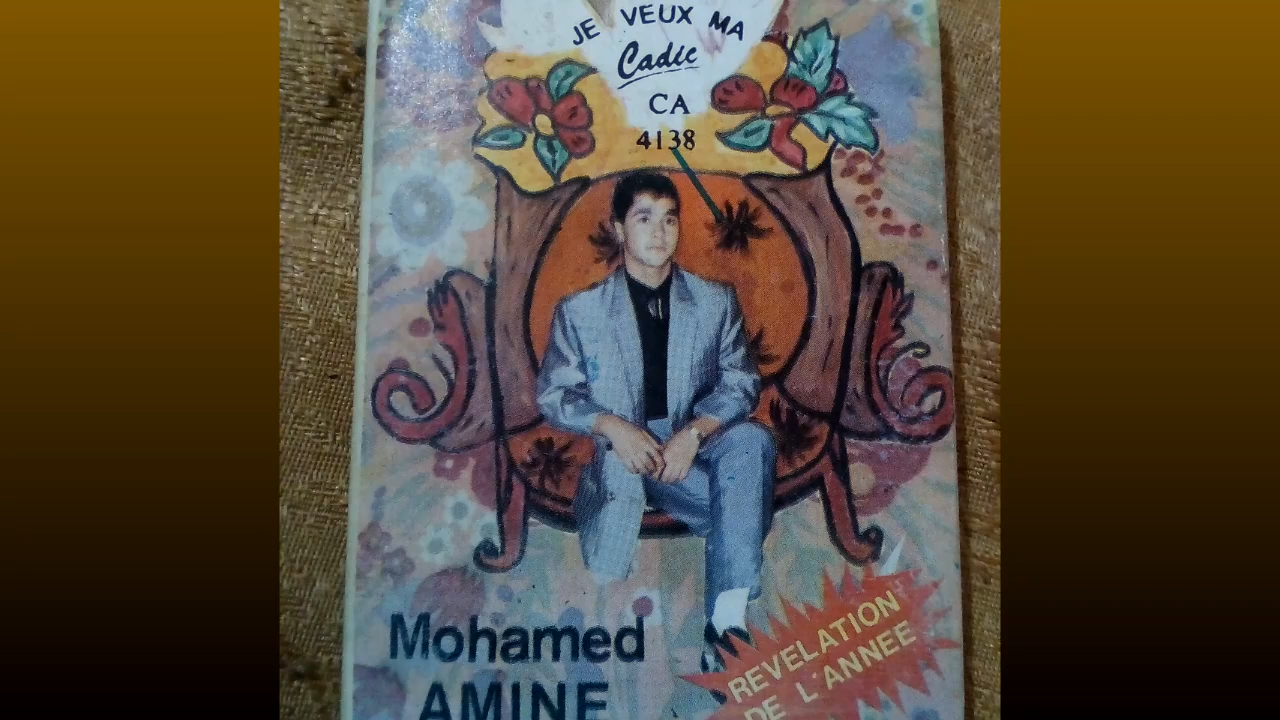 JE VEUX MA
Cadic
CA
4138
Mohamed
AMINE
REVELATION
DE L'ANNEE